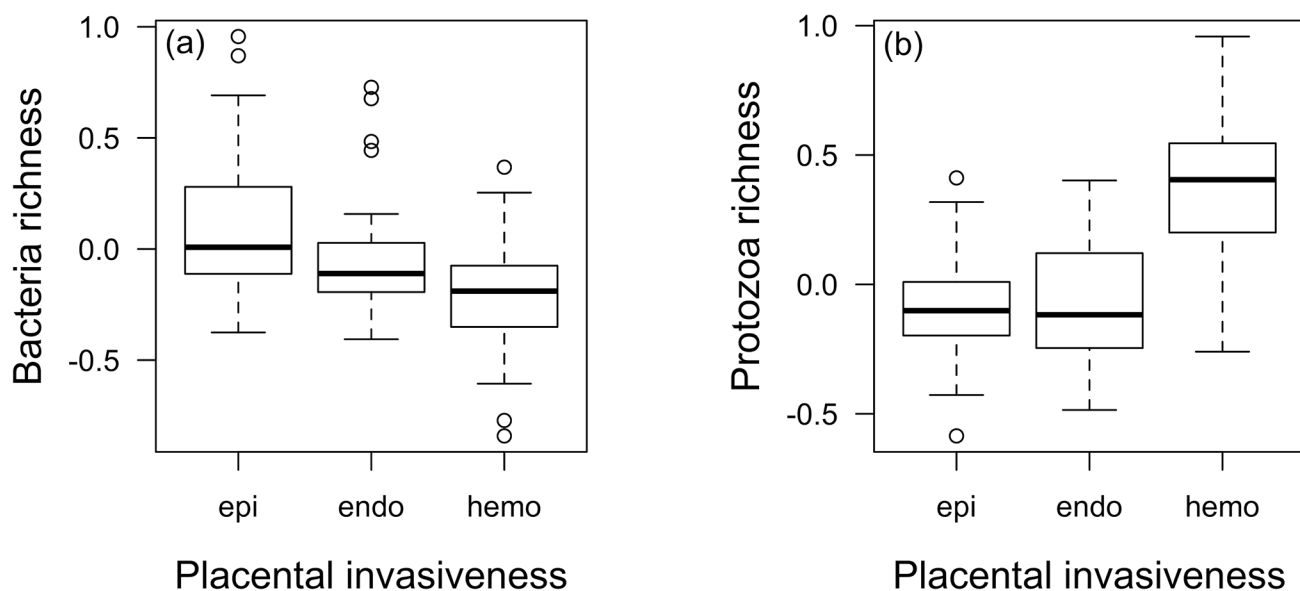 (a)
Bacteria richness
1.0
0.5
0.0
-0.5
epi endo hemo
Placental invasiveness
(b)
Protozoa richness
1.0
0.5
0.0
-0.5
epi endo hemo
Placental invasiveness